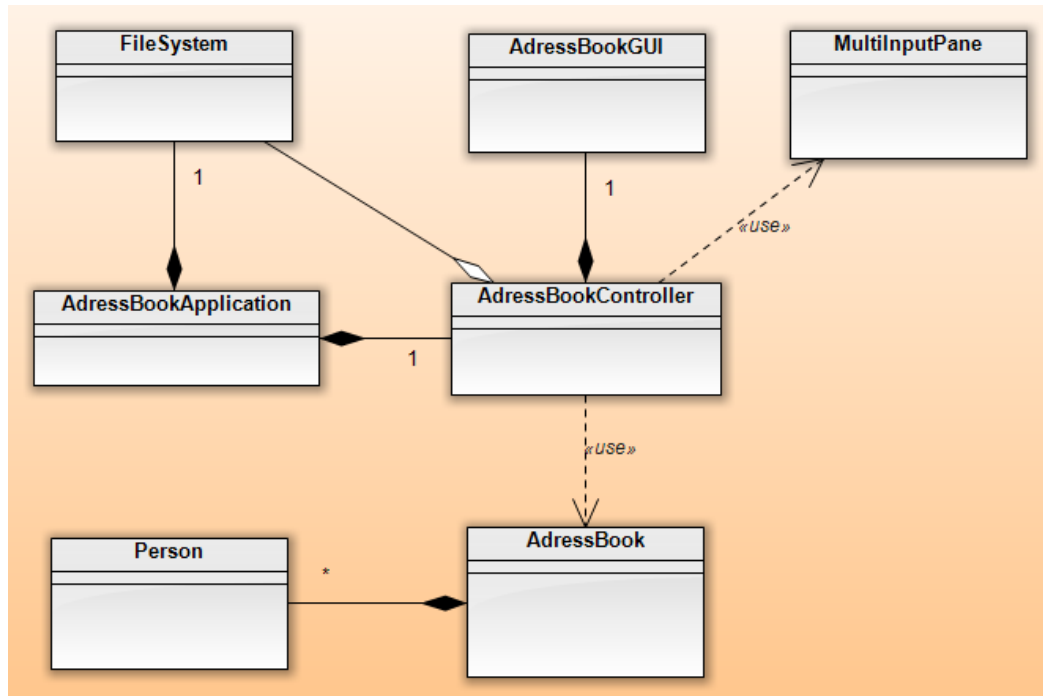 FileSystem
AdressBookGUI
MultiInputPane
1
1
«use»
AdressBookApplication
AdressBookController
1
«use»
Person
AdressBook
*